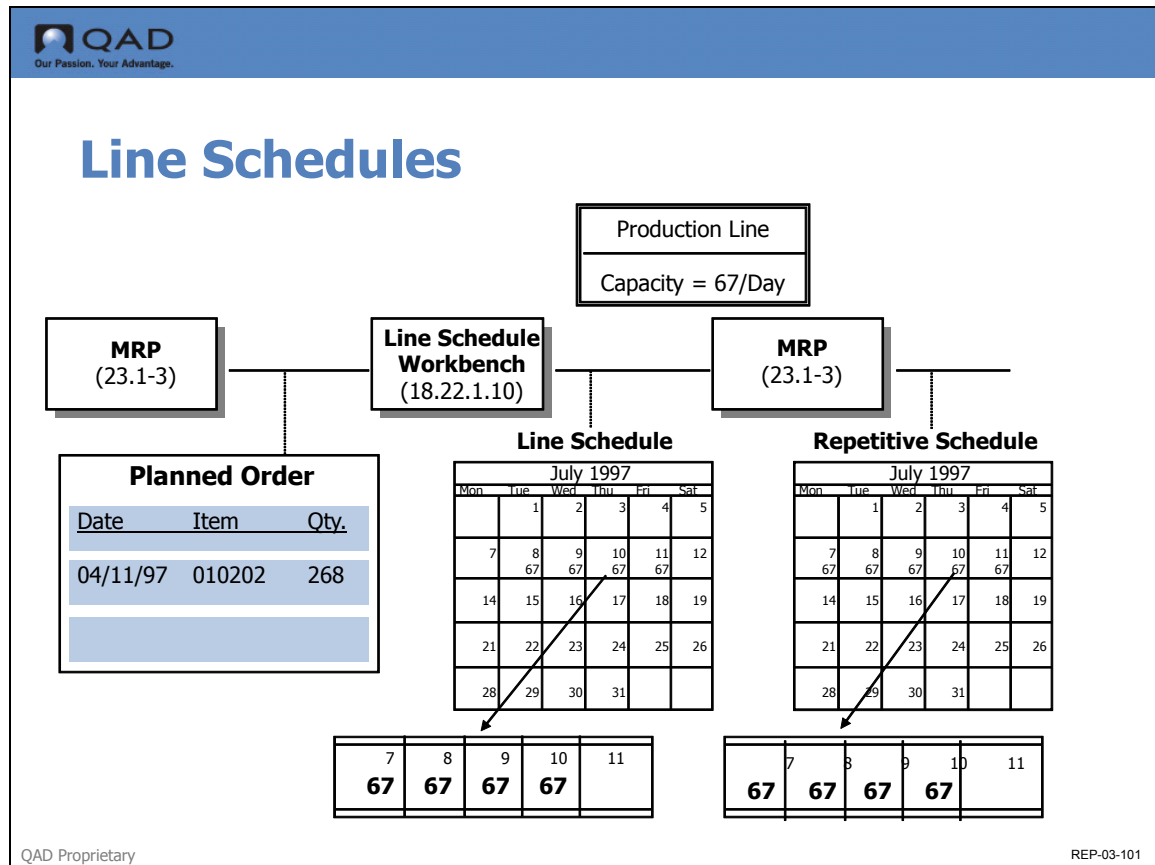 QAD
Our Passion. Your Advantage.
Line Schedules
Production Line
Capacity = 67/Day
MRP
(23.1-3)
Line Schedule
Workbench
(18.22.1.10)
MRP
(23.1-3)
Planned Order
Date Item Qty.
04/11/97 010202 268
Line Schedule
July 1997
Mon Tue Wed Thu Fri Sat
1 2 3 4 5
7 8 9 10 11 12
67 67 67 67
14 15 16 17 18 19
21 22 23 24 25 26
28 29 30 31
Repetitive Schedule
July 1997
Mon Tue Wed Thu Fri Sat
1 2 3 4 5
7 8 9 10 11 12
67 67 67 67 67
14 15 16 17 18 19
21 22 23 24 25 26
28 29 30 31
7 8 9 10 11
67 67 67 67
7 8 9 10 11
67 67 67 67
QAD Proprietary
REP-03-101